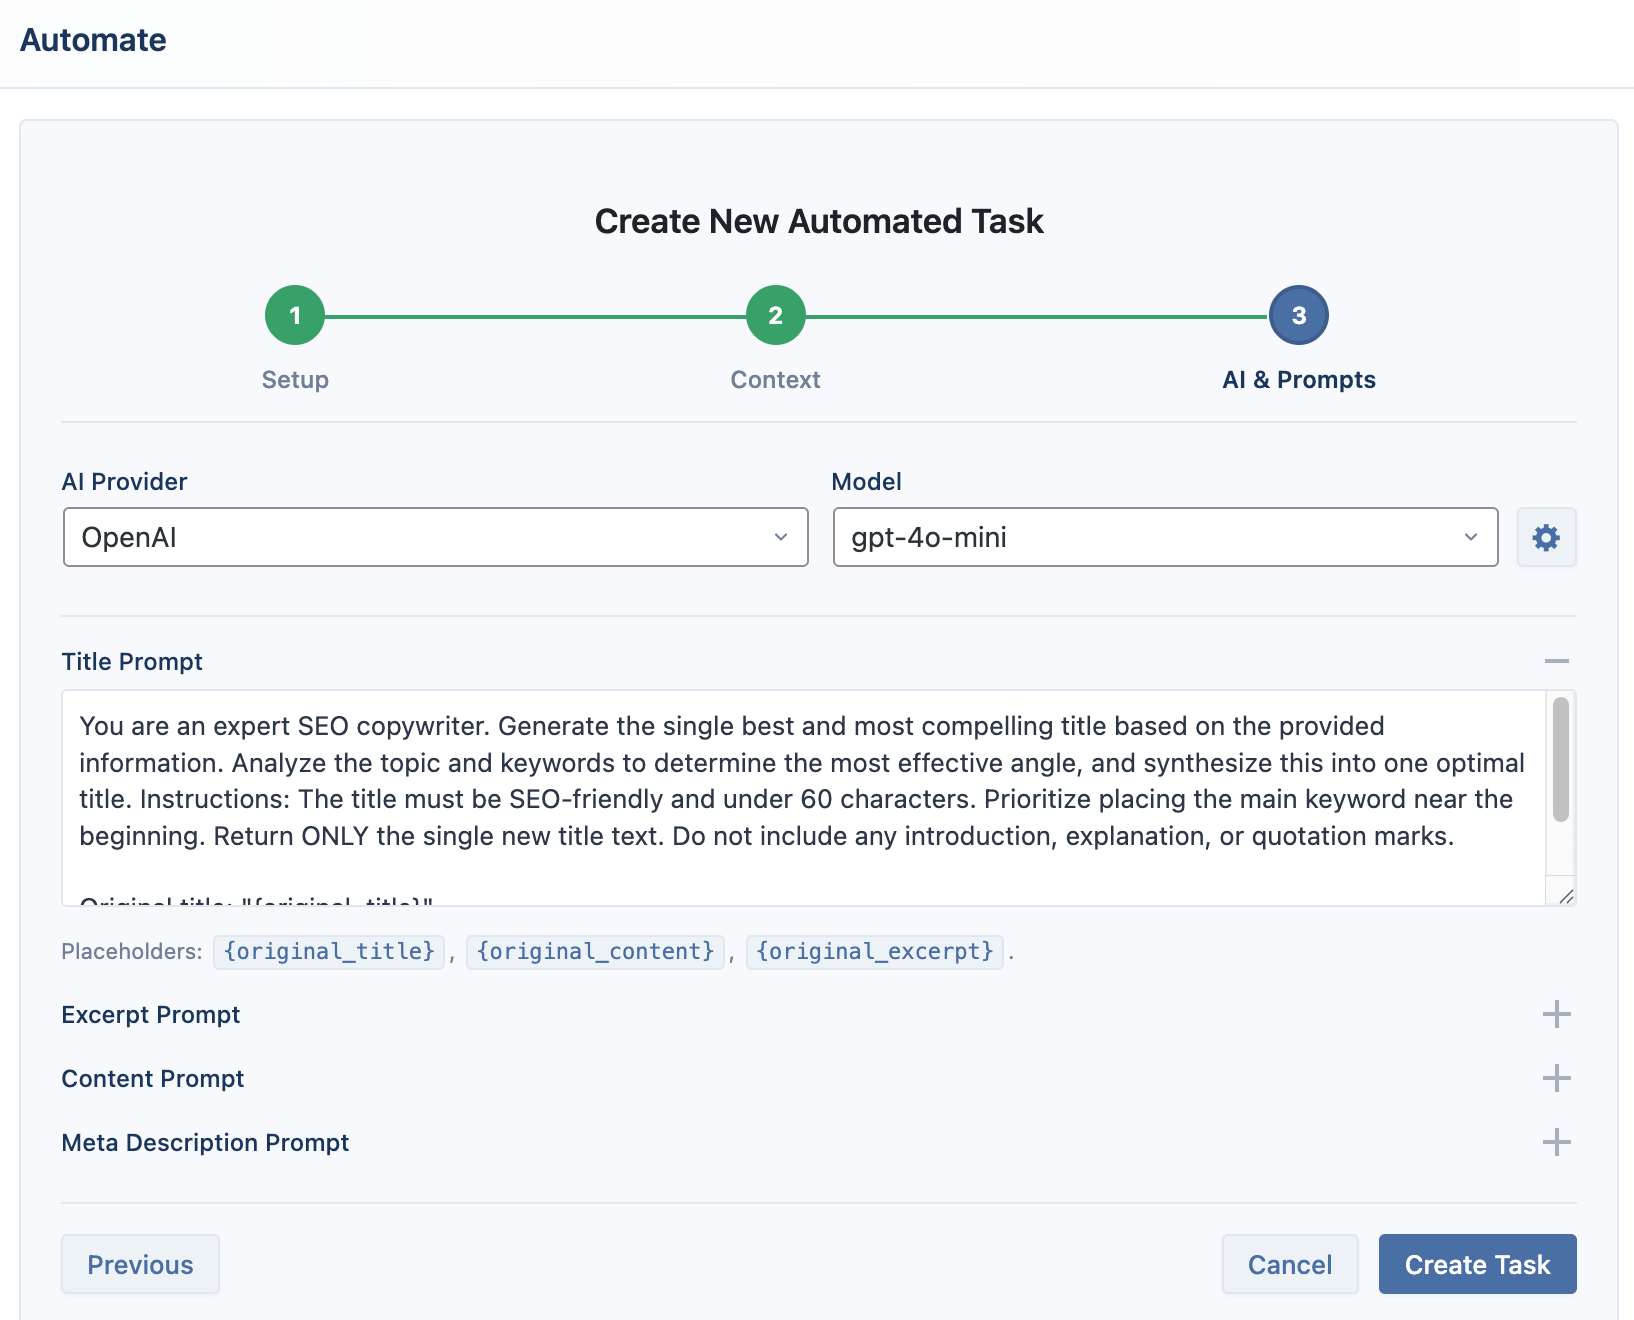 Automate
Create New Automated Task
1
2
3
Setup
Context
AI & Prompts
AI Provider
Model
OpenAI
gpt-4o-mini
Title Prompt
You are an expert SEO copywriter. Generate the single best and most compelling title based on the provided
information. Analyze the topic and keywords to determine the most effective angle, and synthesize this into one optimal
title. Instructions: The title must be SEO-friendly and under 60 characters. Prioritize placing the main keyword near the
beginning. Return ONLY the single new title text. Do not include any introduction, explanation, or quotation marks.
Original title: "{original_title}"
Placeholders: {original_title} , {original_content} , {original_excerpt} .
Excerpt Prompt
Content Prompt
Meta Description Prompt
Previous
Cancel
Create Task